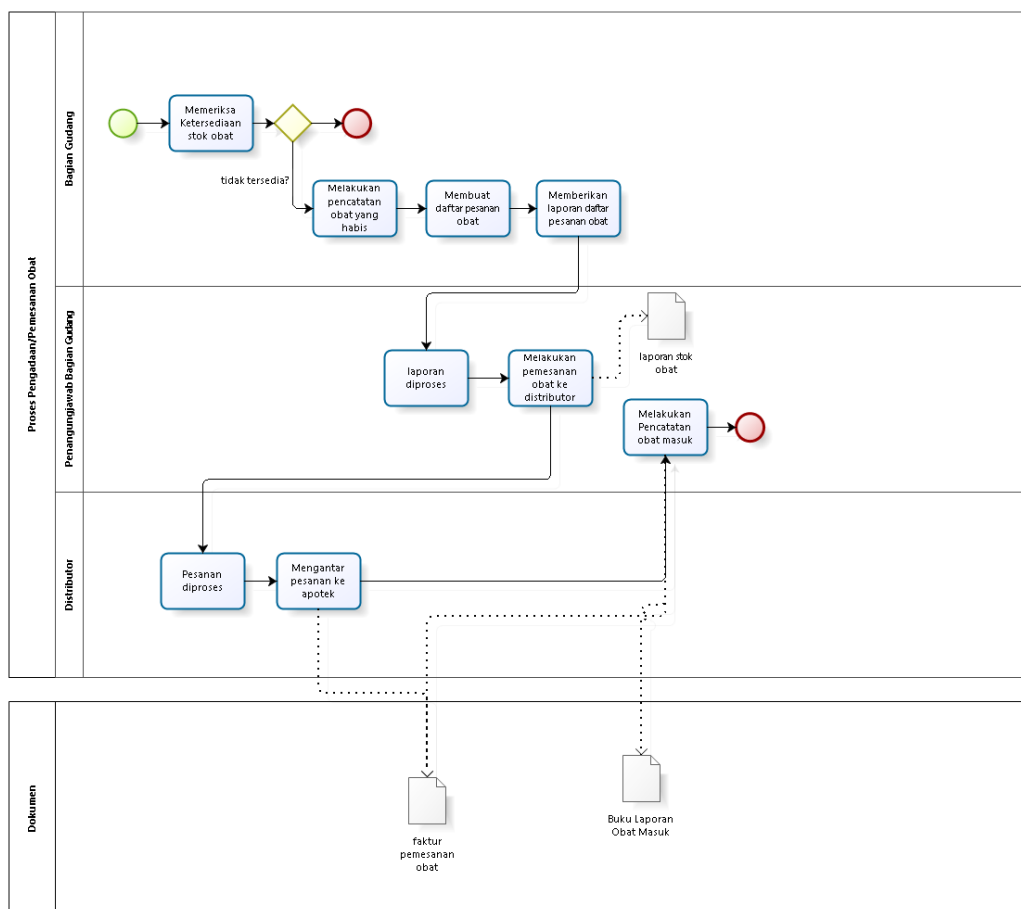 Proses Pengadaan/Pemesanan Obat
Bagian Gudang
Memeriksa
Ketersediaan
stok obat
tidak tersedia?
Melakukan
pencatatan
obat yang
habis
Membuat
daftar pesanan
obat
Memberikan
laporan daftar
pesanan obat
Penangungjawab Bagian Gudang
laporan
diproses
Melakukan
pemesanan
obat ke
distributor
laporan stok
obat
Melakukan
Pencatatan
obat masuk
Distributor
Pesanan
diproses
Mengantar
pesanan ke
apotek
Dokumen
faktur
pemesanan
obat
Buku Laporan
Obat Masuk